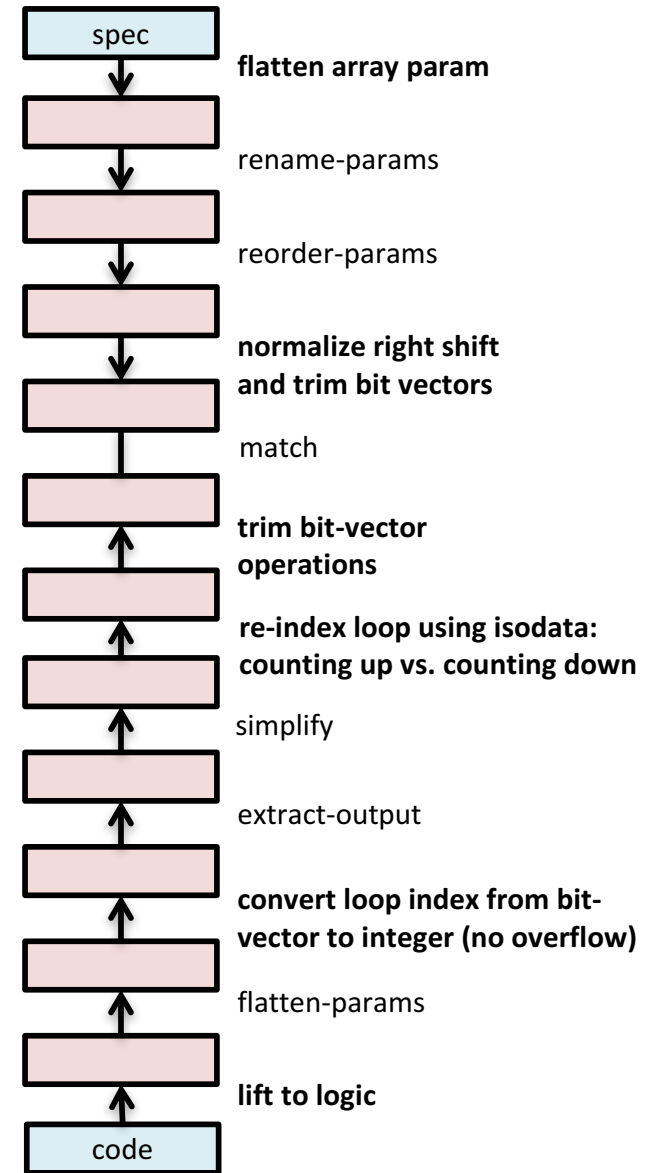 spec
flatten array param
rename-params
reorder-params
normalize right shift
and trim bit vectors
match
trim bit-vector
operations
re-index loop using isodata:
counting up vs. counting down
simplify
extract-output
convert loop index from bit-
vector to integer (no overflow)
flatten-params
lift to logic
code